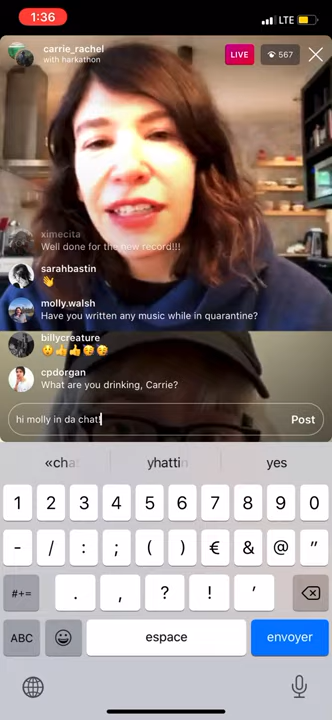 1:36
LTE
carrie_rachel
with harkathon
LIVE
567
ximecita
Well done for the new record!!!
sarahbastin
👋
molly.walsh
Have you written any music while in quarantine?
billycreature
cpdorgan
What are you drinking, Carrie?
hi molly in da chat!
Post
«chat
yhattin
yes
1 2 3 4 5 6 7 8 9 0
- / : ; ( ) € & @ "
#+= . , ? ! ’
ABC
espace
envoyer